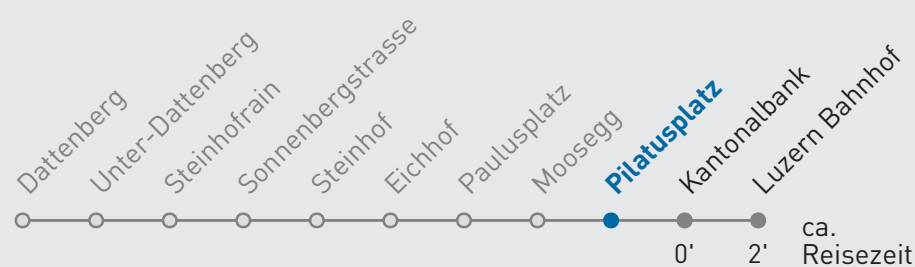 Dattenberg
Unter-Dattenberg
Steinhofrain
Sonnenbergstrasse
Steinhof
Eichhof
Paulusplatz
Moosegg
Pilatusplatz
Kantonalbank
Luzern Bahnhof
0' 2' ca.
Reisezeit